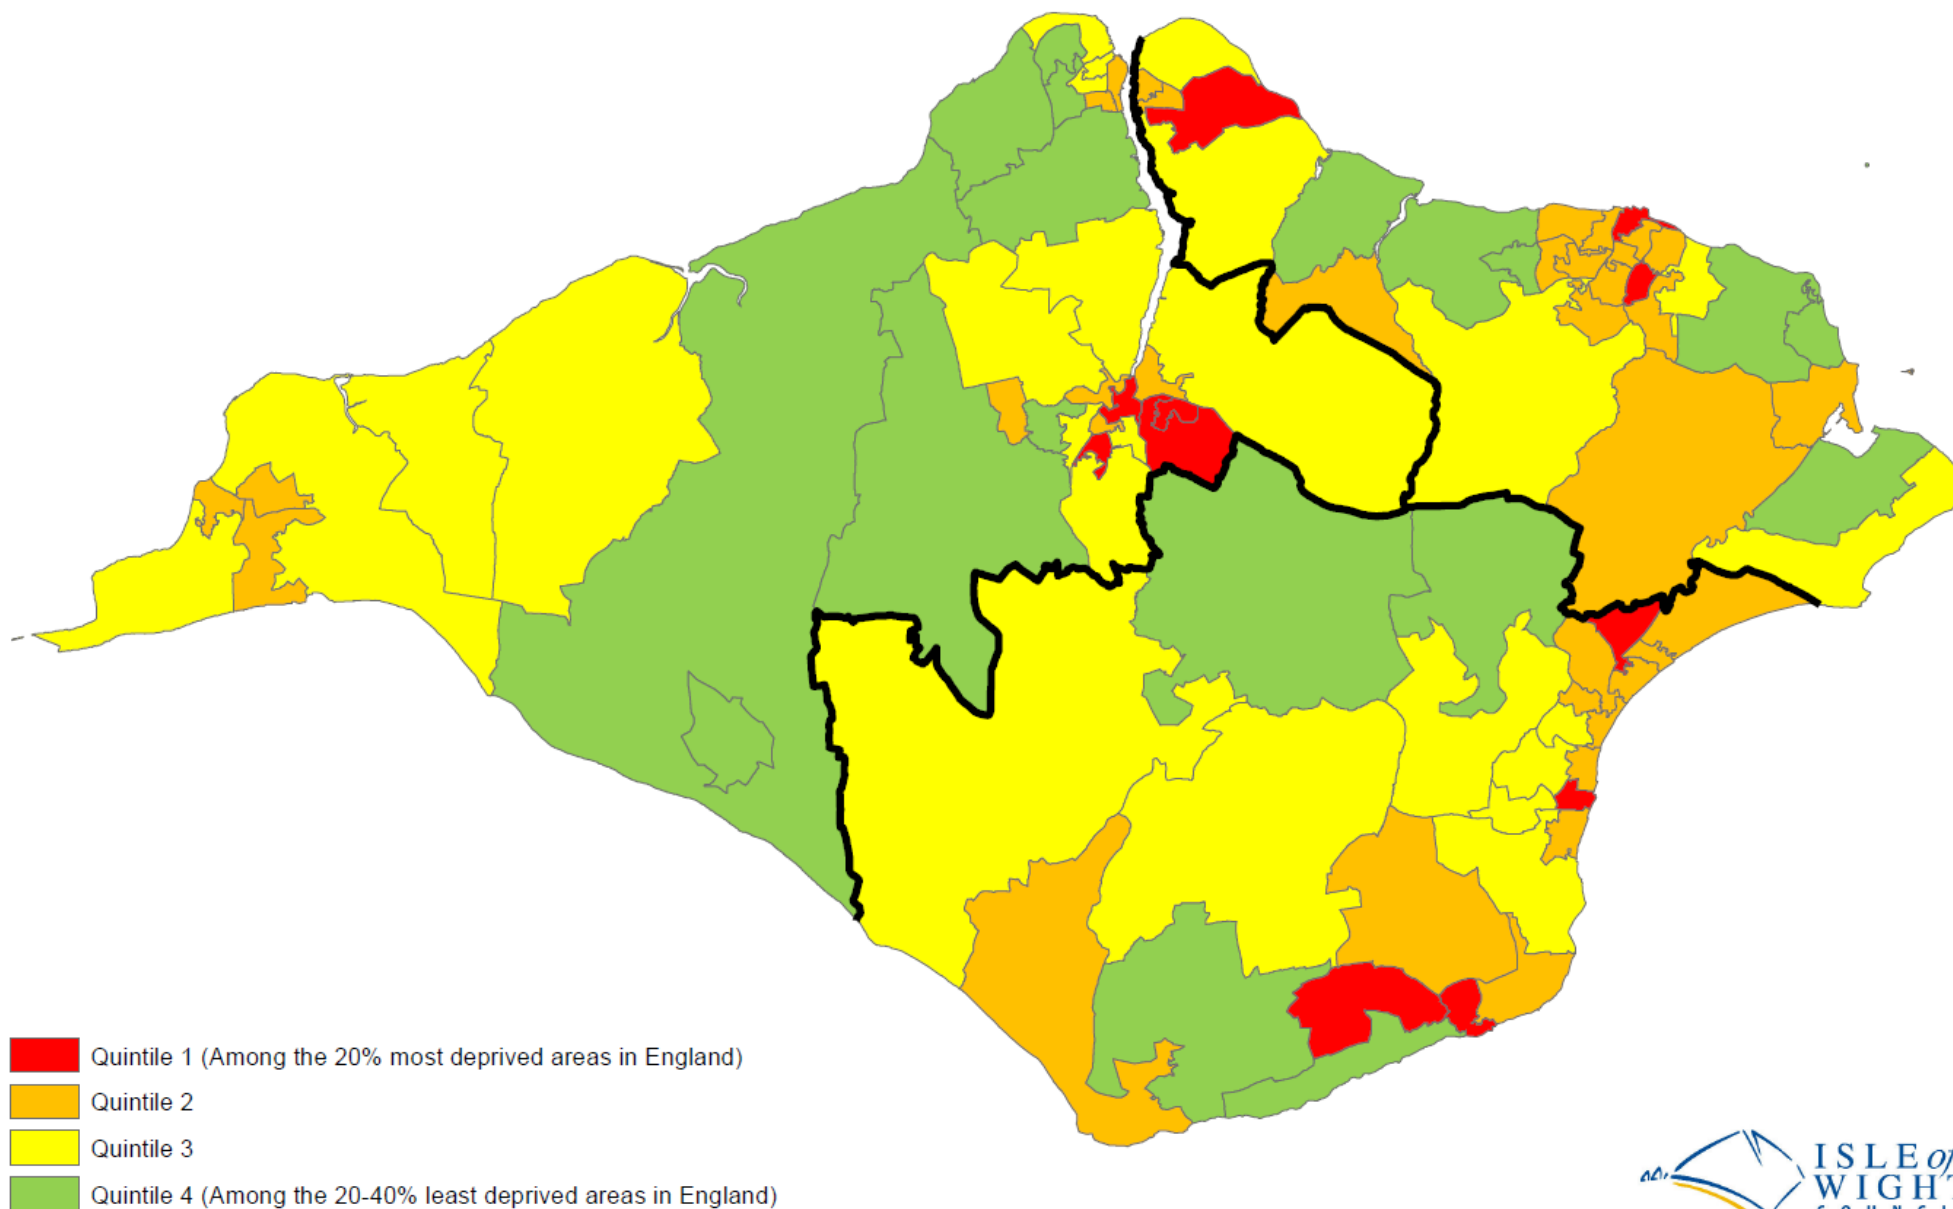 Quintile 1 (Among the 20% most deprived areas in England)
Quintile 2
Quintile 3
Quintile 4 (Among the 20-40% least deprived areas in England)
ISLE of
WIGHT